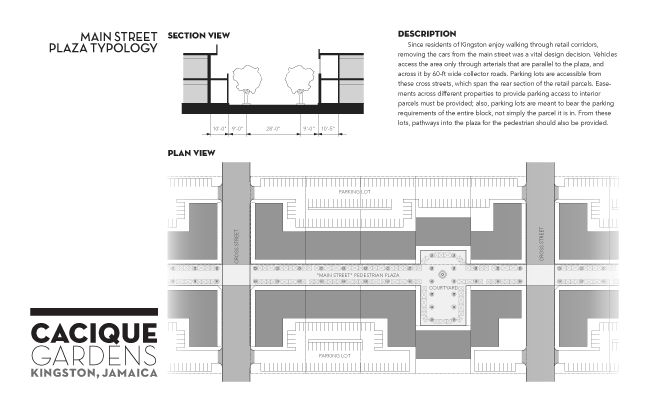 MAIN STREET
PLAZA TYPOLOGY
SECTION VIEW
10'-0" 9'-0" 28'-0" 9'-0" 10'-5"
DESCRIPTION
Since residents of Kingston enjoy walking through retail corridors,
removing the cars from the main street was a vital design decision. Vehicles
access the area only through arterials that are parallel to the plaza, and
across it by 60-ft wide collector roads. Parking lots are accessible from
these cross streets, which span the rear section of the retail parcels. Ease-
ments across different properties to provide parking access to interior
parcels must be provided; also, parking lots are meant to bear the parking
requirements of the entire block, not simply the parcel it is in. From these
lots, pathways into the plaza for the pedestrian should also be provided.
PLAN VIEW
PARKING LOT
CROSS STREET
CROSS STREET
"MAIN STREET" PEDESTRIAN PLAZA
COURTYARD
PARKING LOT
CACIQUE
GARDENS
KINGSTON, JAMAICA